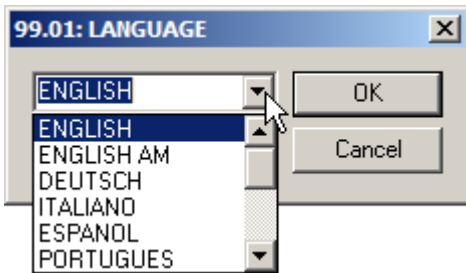 99.01: LANGUAGE
ENGLISH
OK
ENGLISH
ENGLISH AM
Cancel
DEUTSCH
ITALIANO
ESPANOL
PORTUGUES